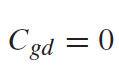 C_{gd} = 0